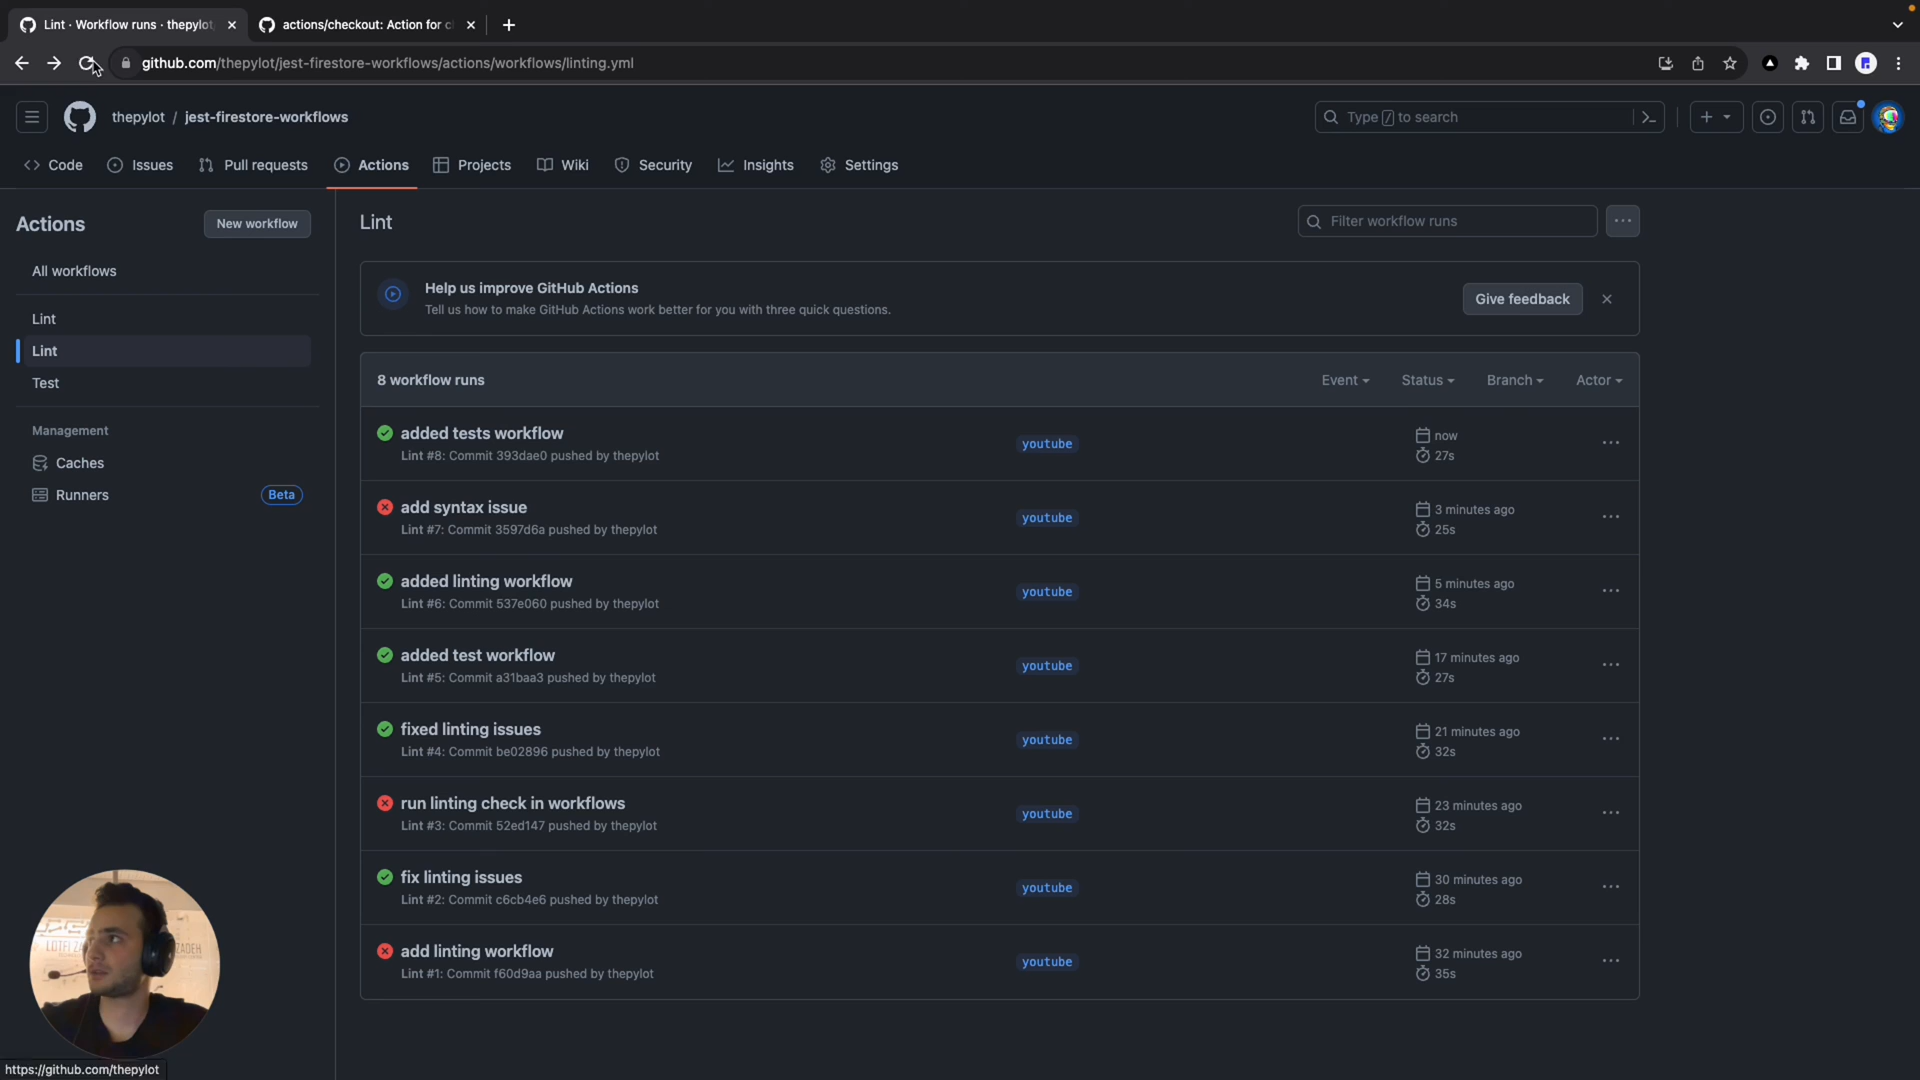 Lint · Workflow runs · thepylot
actions/checkout: Action for c
github.com/thepylot/jest-firestore-workflows/actions/workflows/linting.yml
thepylot / jest-firestore-workflows
Type / to search
Code
Issues
Pull requests
Actions
Projects
Wiki
Security
Insights
Settings
Actions
New workflow
All workflows
Lint
Lint
Test
Management
Caches
Runners
Beta
Lint
Filter workflow runs
Help us improve GitHub Actions
Tell us how to make GitHub Actions work better for you with three quick questions.
Give feedback
8 workflow runs
Event
Status
Branch
Actor
added tests workflow
Lint #8: Commit 393dae0 pushed by thepylot
youtube
now
27s
add syntax issue
Lint #7: Commit 3597d6a pushed by thepylot
youtube
3 minutes ago
25s
added linting workflow
Lint #6: Commit 537e060 pushed by thepylot
youtube
5 minutes ago
34s
added test workflow
Lint #5: Commit a31baa3 pushed by thepylot
youtube
17 minutes ago
27s
fixed linting issues
Lint #4: Commit be02896 pushed by thepylot
youtube
21 minutes ago
32s
run linting check in workflows
Lint #3: Commit 52ed147 pushed by thepylot
youtube
23 minutes ago
32s
fix linting issues
Lint #2: Commit c6cb4e6 pushed by thepylot
youtube
30 minutes ago
28s
add linting workflow
Lint #1: Commit f60d9aa pushed by thepylot
youtube
32 minutes ago
35s
https://github.com/thepylot